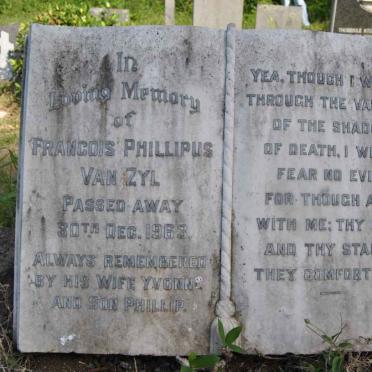 In
Loving Memory
of
FRANCOIS PHILLIPUS
VAN ZYL
PASSED AWAY
30TH DEC. 1963.
ALWAYS REMEMBERED
BY HIS WIFE YVONNE
AND SON PHILLIP.
YEA, THOUGH I W
THROUGH THE VA
OF THE SHAD
OF DEATH, I W
FEAR NO EVI
FOR THOUGH A
WITH ME; THY
AND THY STA
THEY COMFORT